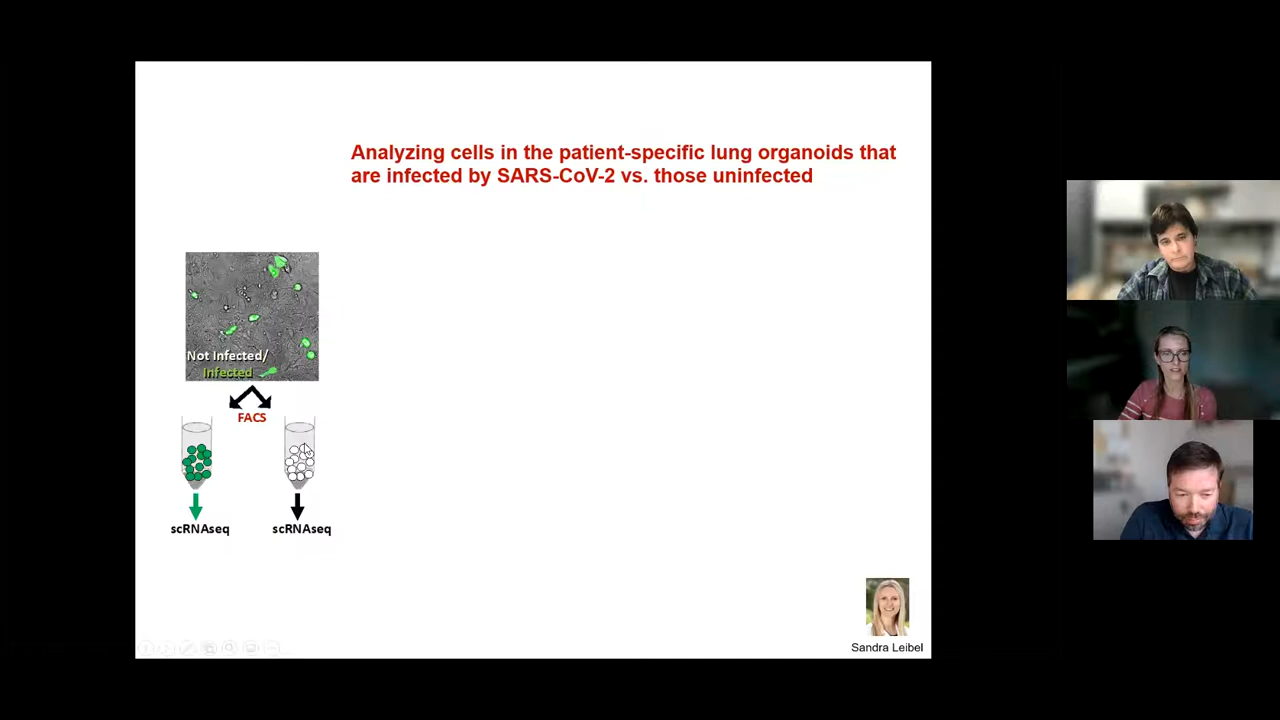 Analyzing cells in the patient-specific lung organoids that
are infected by SARS-CoV-2 vs. those uninfected
Not Infected/
Infected
FACS
scRNAseq
scRNAseq
Sandra Leibel